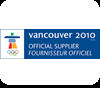 vancouver 2010
OFFICIAL SUPPLIER
FOURNISSEUR OFFICIEL